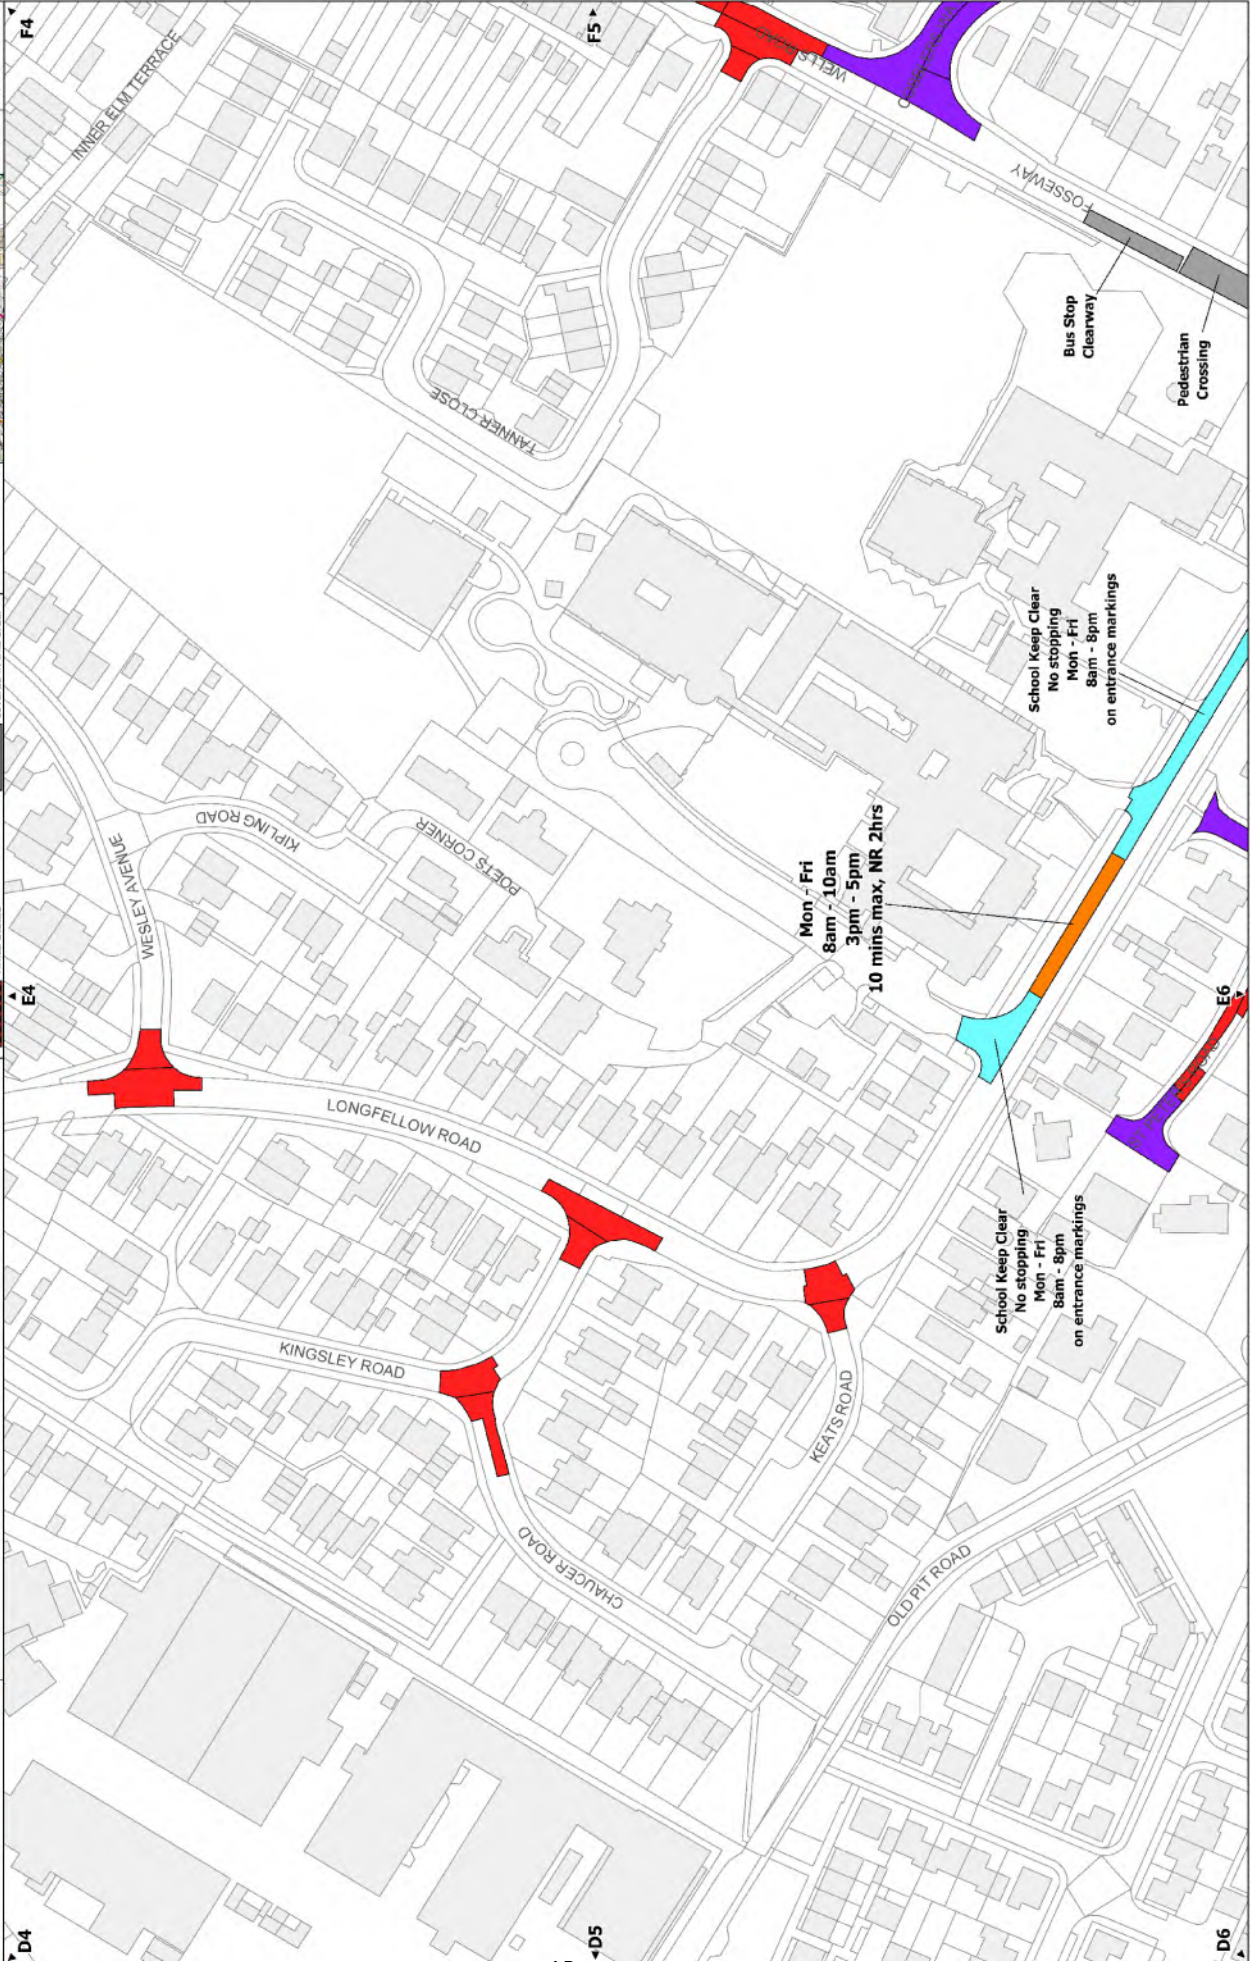 F4
INNER ELM TERRACE
F5
WELLS ROAD
FOSSEWAY
Bus Stop
Clearway
Pedestrian
Crossing
TANNER CLOSE
School Keep Clear
No stopping
Mon - Fri
8am - 8pm
on entrance markings
Mon - Fri
8am - 10am
3pm - 5pm
10 mins max, NR 2hrs
WESLEY AVENUE
KIPLING ROAD
POETS CORNER
E4
E6
LONGFELLOW ROAD
School Keep Clear
No stopping
Mon - Fri
8am - 8pm
on entrance markings
KINGSLEY ROAD
KEATS ROAD
CHAUCER ROAD
OLD PIT ROAD
D4
D5
D6